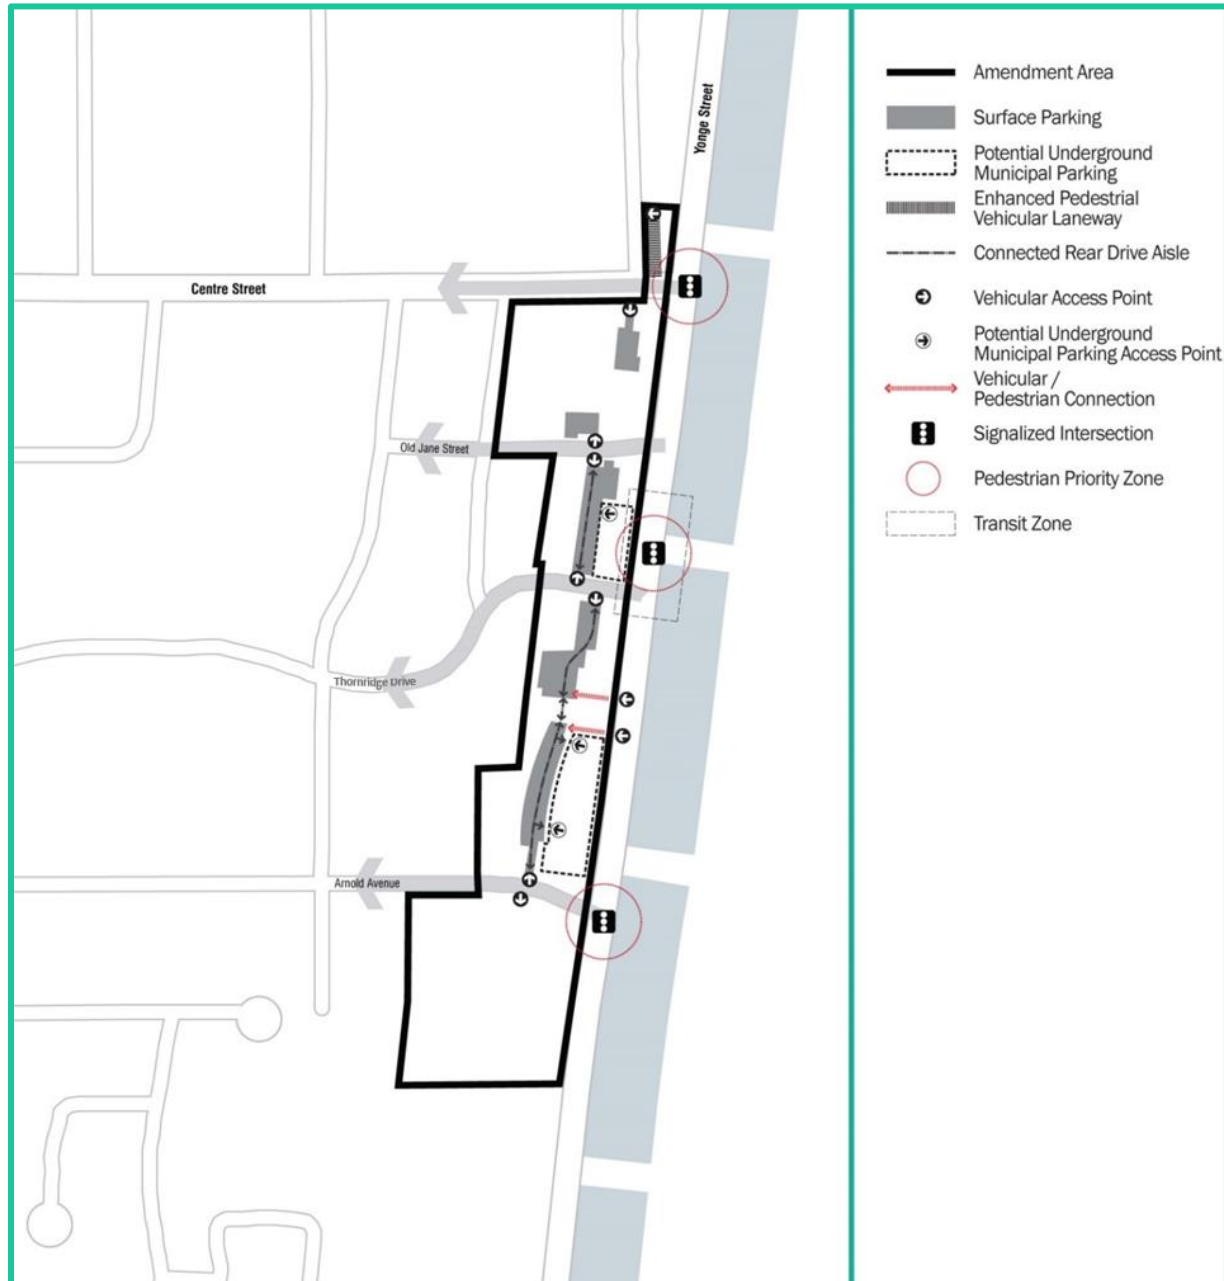 Yonge Street
Centre Street
Old Jane Street
Thornridge Drive
Arnold Avenue
Amendment Area
Surface Parking
Potential Underground
Municipal Parking
Enhanced Pedestrial
Vehicular Laneway
Connected Rear Drive Aisle
Vehicular Access Point
Potential Underground
Municipal Parking Access Point
Vehicular /
Pedestrian Connection
Signalized Intersection
Pedestrian Priority Zone
Transit Zone